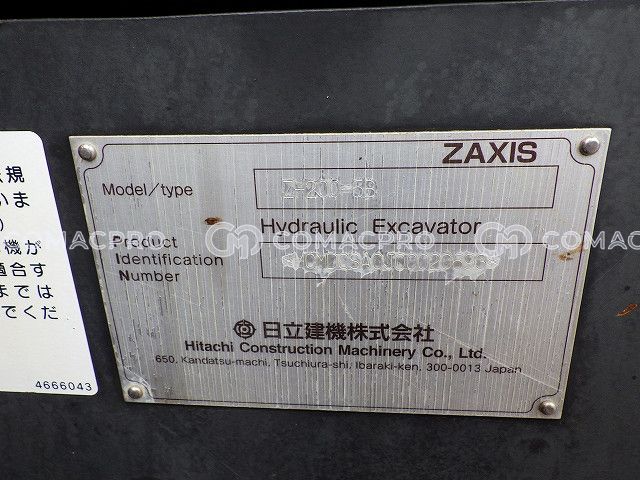 ZAXIS
Model/type
Hydraulic Excavator
COMACPRO COMACPRO COMACPRO
Product
Identification
Number
日立建機株式会社
Hitachi Construction Machinery Co., Ltd.
650, Kandatsu-machi, Tsuchiura-shi, Ibaraki-ken, 300-0013 Japan
規
いま
)
機が
適合す
までは
でくだ
4666043